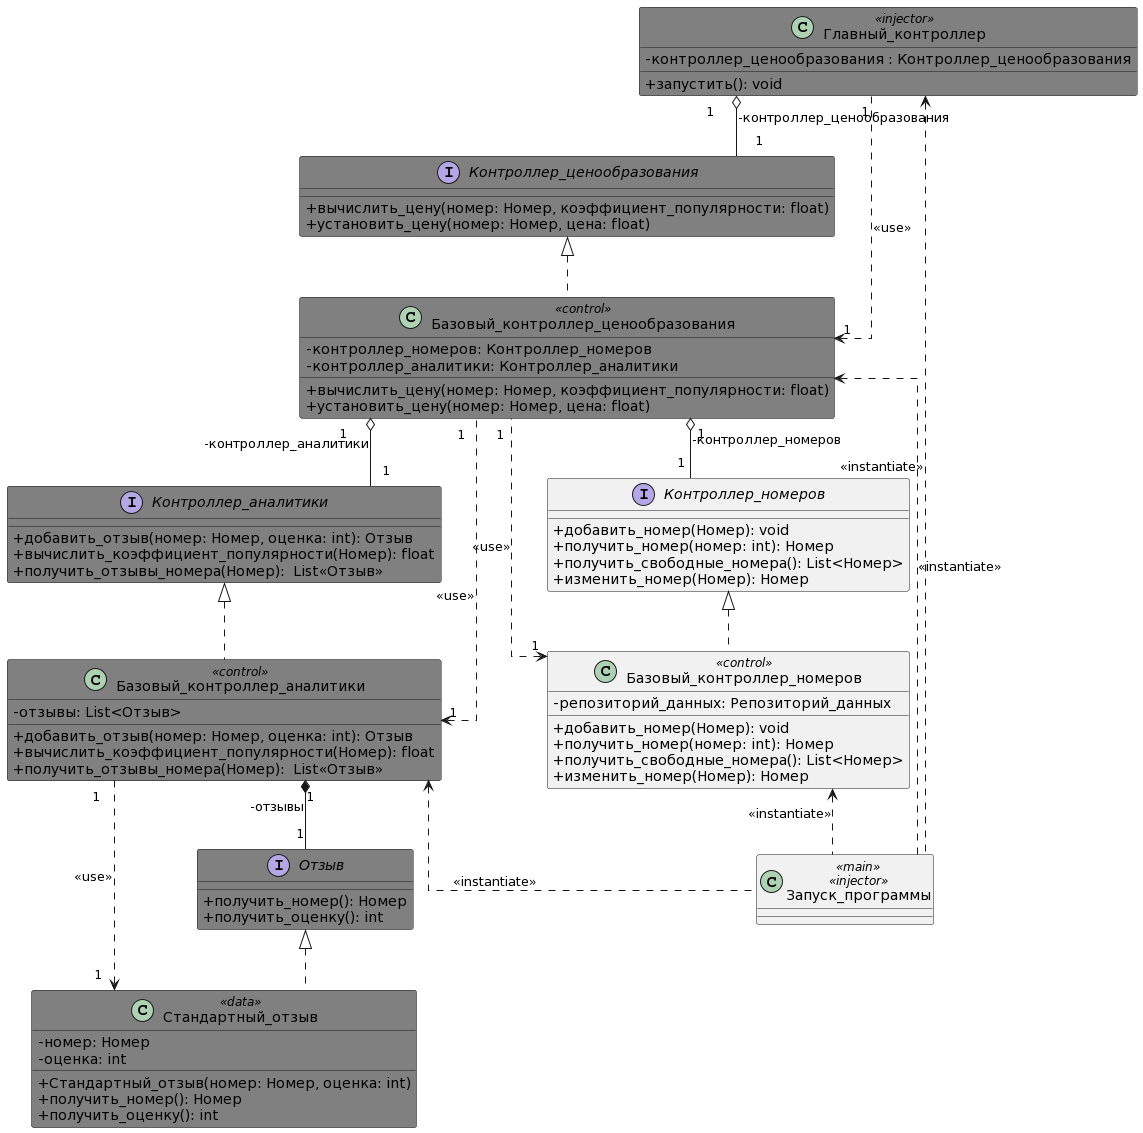 «injector»
C Главный_контроллер
-контроллер_ценообразования : Контроллер_ценообразования
+запустить(): void
1
1
-контроллер_ценообразования
1
I Контроллер_ценообразования
+вычислить_цену(номер: Номер, коэффициент_популярности: float)
+установить_цену(номер: Номер, цена: float)
«use»
«control»
C Базовый_контроллер_ценообразования
1
-контроллер_номеров: Контроллер_номеров
-контроллер_аналитики: Контроллер_аналитики
+вычислить_цену(номер: Номер, коэффициент_популярности: float)
+установить_цену(номер: Номер, цена: float)
1
1
1
1
-контроллер_аналитики
-контроллер_номеров
1
1
«instantiate»
I Контроллер_аналитики
+добавить_отзыв(номер: Номер, оценка: int): Отзыв
+вычислить_коэффициент_популярности(Номер): float
+получить_отзывы_номера(Номер):  List«Отзыв»
I Контроллер_номеров
+добавить_номер(Номер): void
+получить_номер(номер: int): Номер
+получить_свободные_номера(): List<Номер>
+изменить_номер(Номер): Номер
«use»
«instantiate»
«use»
1
«control»
C Базовый_контроллер_аналитики
-отзывы: List<Отзыв>
+добавить_отзыв(номер: Номер, оценка: int): Отзыв
+вычислить_коэффициент_популярности(Номер): float
+получить_отзывы_номера(Номер):  List«Отзыв»
1
«control»
C Базовый_контроллер_номеров
-репозиторий_данных: Репозиторий_данных
+добавить_номер(Номер): void
+получить_номер(номер: int): Номер
+получить_свободные_номера(): List<Номер>
+изменить_номер(Номер): Номер
1
1
-отзывы
«instantiate»
1
I Отзыв
+получить_номер(): Номер
+получить_оценку(): int
«use»
«instantiate»
«main»
«injector»
C Запуск_программы
1
«data»
C Стандартный_отзыв
-номер: Номер
-оценка: int
+Стандартный_отзыв(номер: Номер, оценка: int)
+получить_номер(): Номер
+получить_оценку(): int